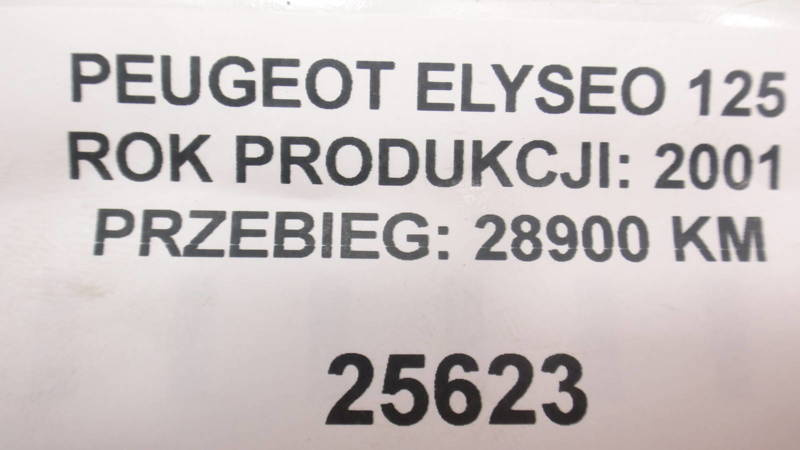 PEUGEOT ELYSEO 125
ROK PRODUKCJI: 2001
PRZEBIEG: 28900 KM
25623